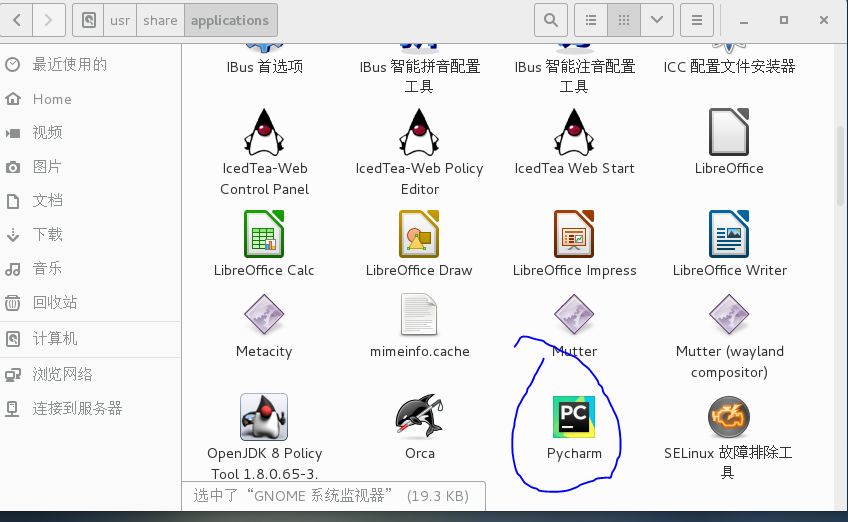 usr
share
applications
最近使用的
Home
视频
图片
文档
下载
音乐
回收站
计算机
浏览网络
连接到服务器
IBus 首选项
IBus 智能拼音配置
工具
IBus 智能注音配置
工具
ICC 配置文件安装器
IcedTea-Web
Control Panel
IcedTea-Web Policy
Editor
IcedTea Web Start
LibreOffice
LibreOffice Calc
LibreOffice Draw
LibreOffice Impress
LibreOffice Writer
Metacity
mimeinfo.cache
Mutter
Mutter (wayland
compositor)
OpenJDK 8 Policy
Tool 1.8.0.65-3.
Orca
PC
Pycharm
SELinux 故障排除工
具
选中了“GNOME 系统监视器” (19.3 KB)